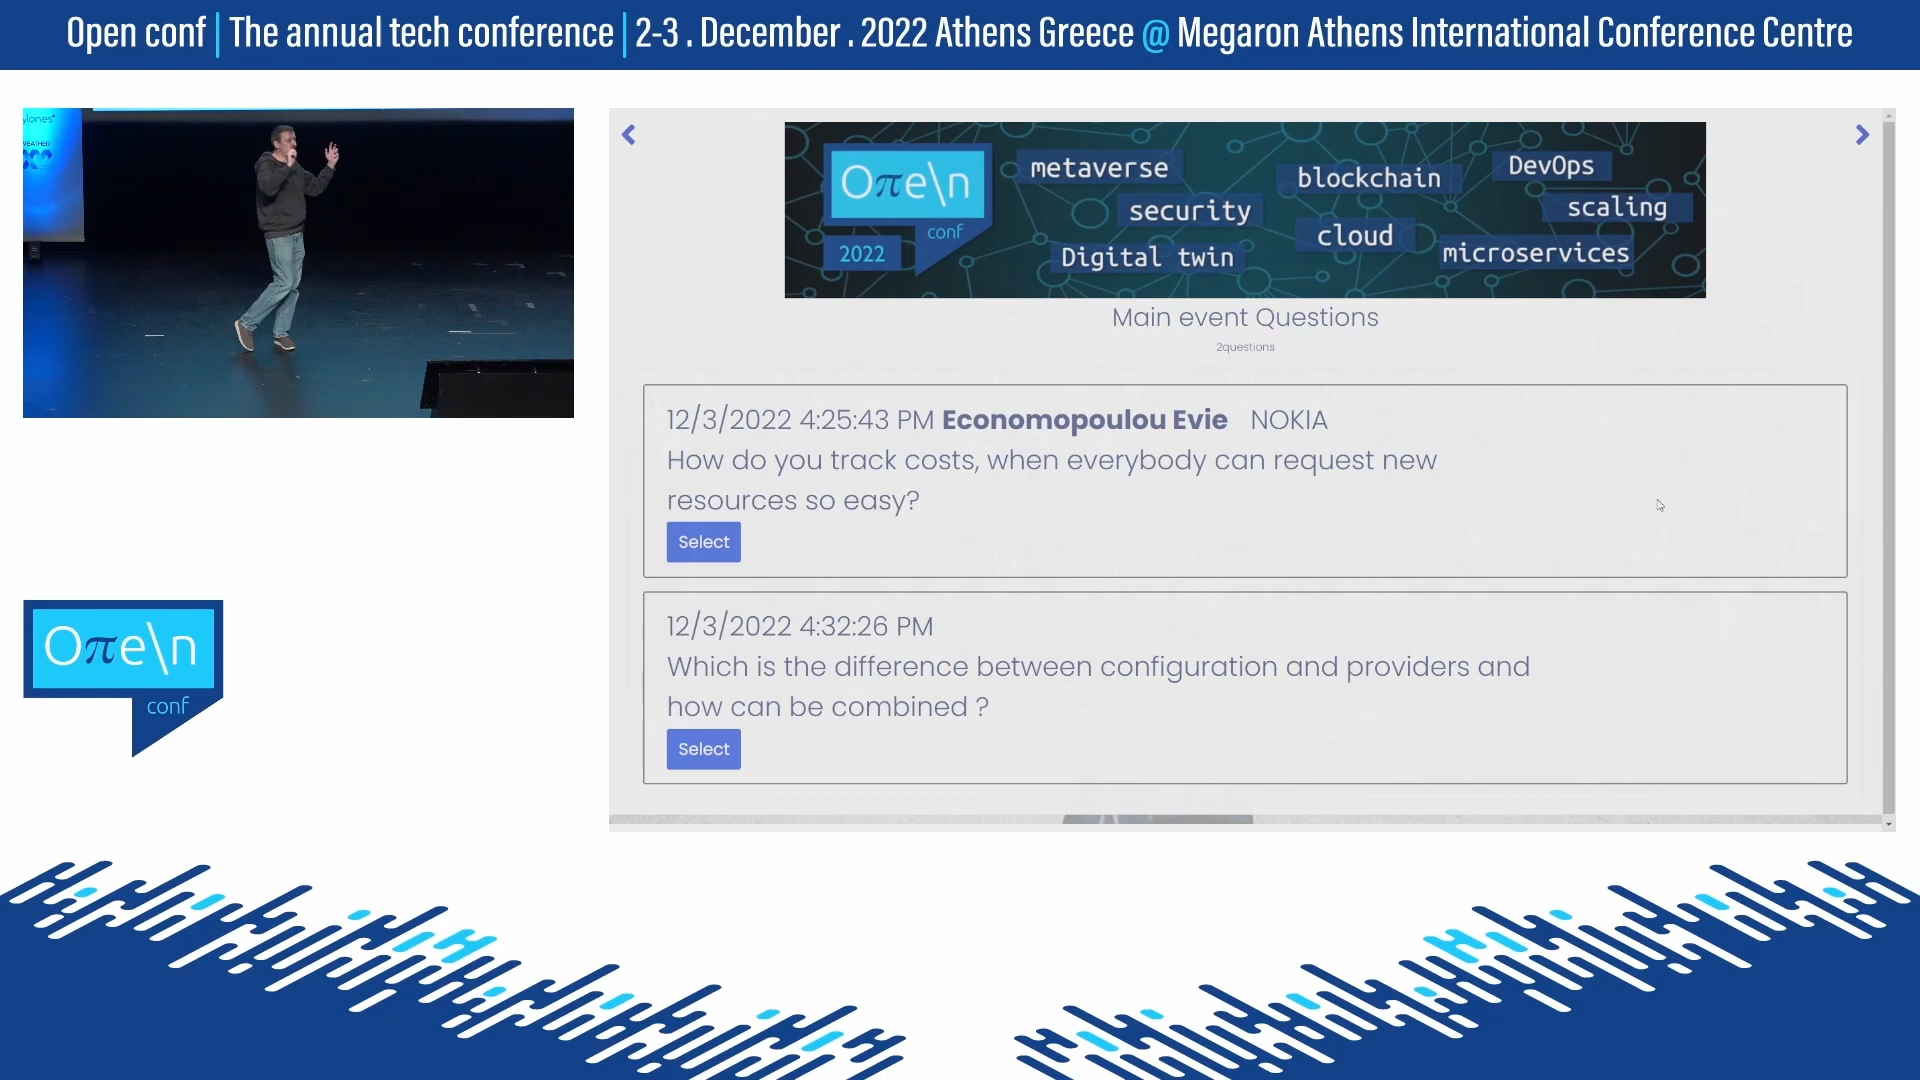 Open conf | The annual tech conference | 2-3 . December . 2022 Athens Greece @ Megaron Athens International Conference Centre
Oπe\n
conf
2022
metaverse
security
Digital twin
blockchain
cloud
DevOps
scaling
microservices
Main event Questions
2questions
12/3/2022 4:25:43 PM Economopoulou Evie NOKIA
How do you track costs, when everybody can request new
resources so easy?
Select
12/3/2022 4:32:26 PM
Which is the difference between configuration and providers and
how can be combined ?
Select
Oπe\n
conf